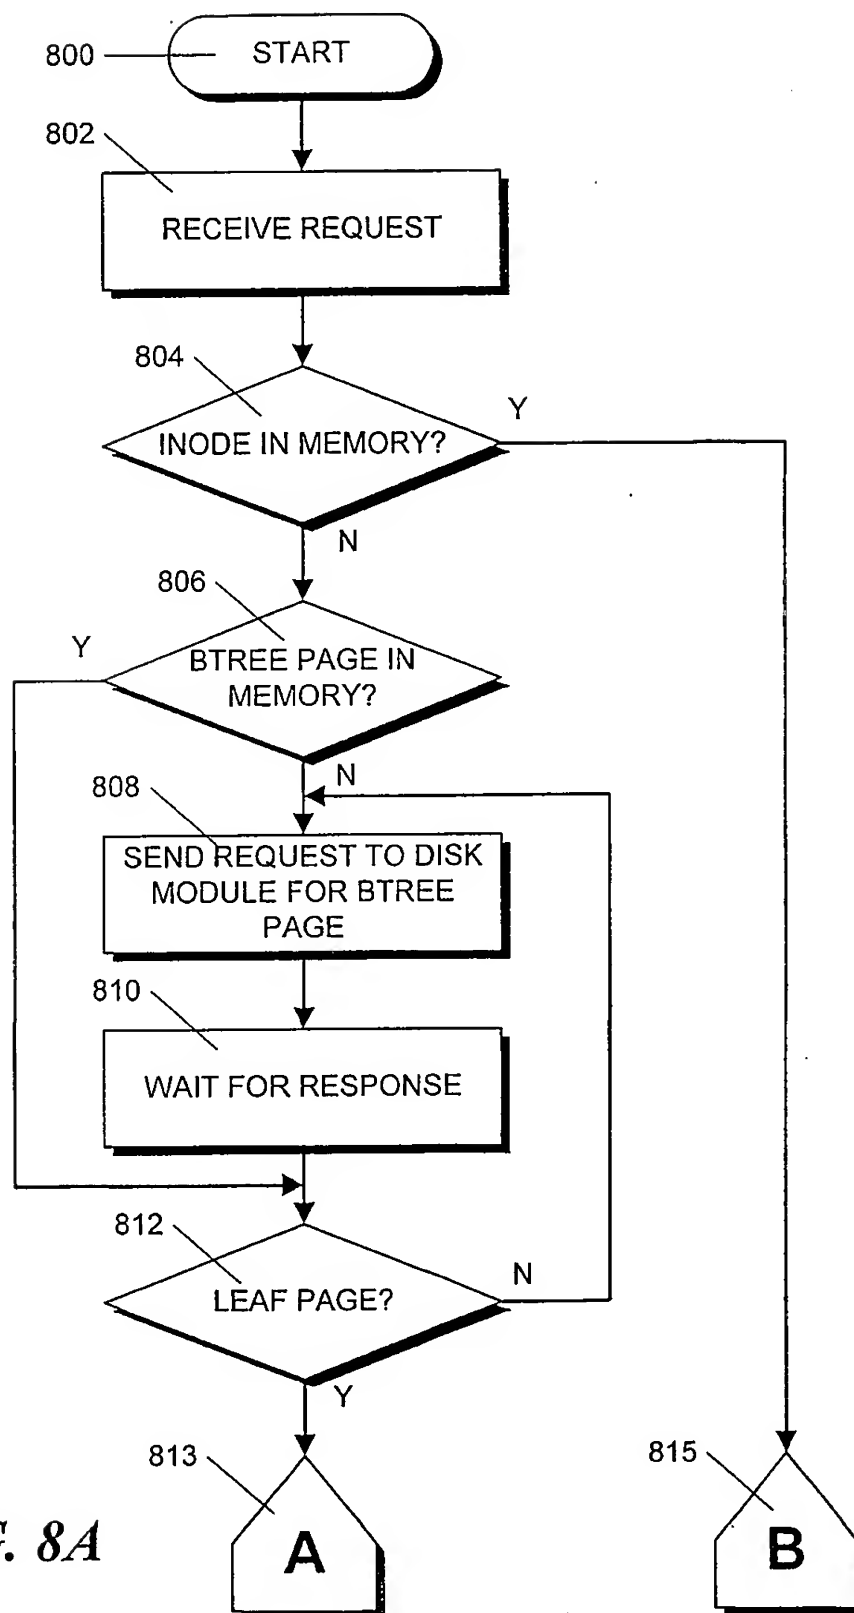 800
START
802
RECEIVE REQUEST
804
INODE IN MEMORY?
Y
N
806
Y
BTREE PAGE IN
MEMORY?
N
808
SEND REQUEST TO DISK
MODULE FOR BTREE
PAGE
810
WAIT FOR RESPONSE
812
LEAF PAGE?
N
Y
813
815
A
B
8A